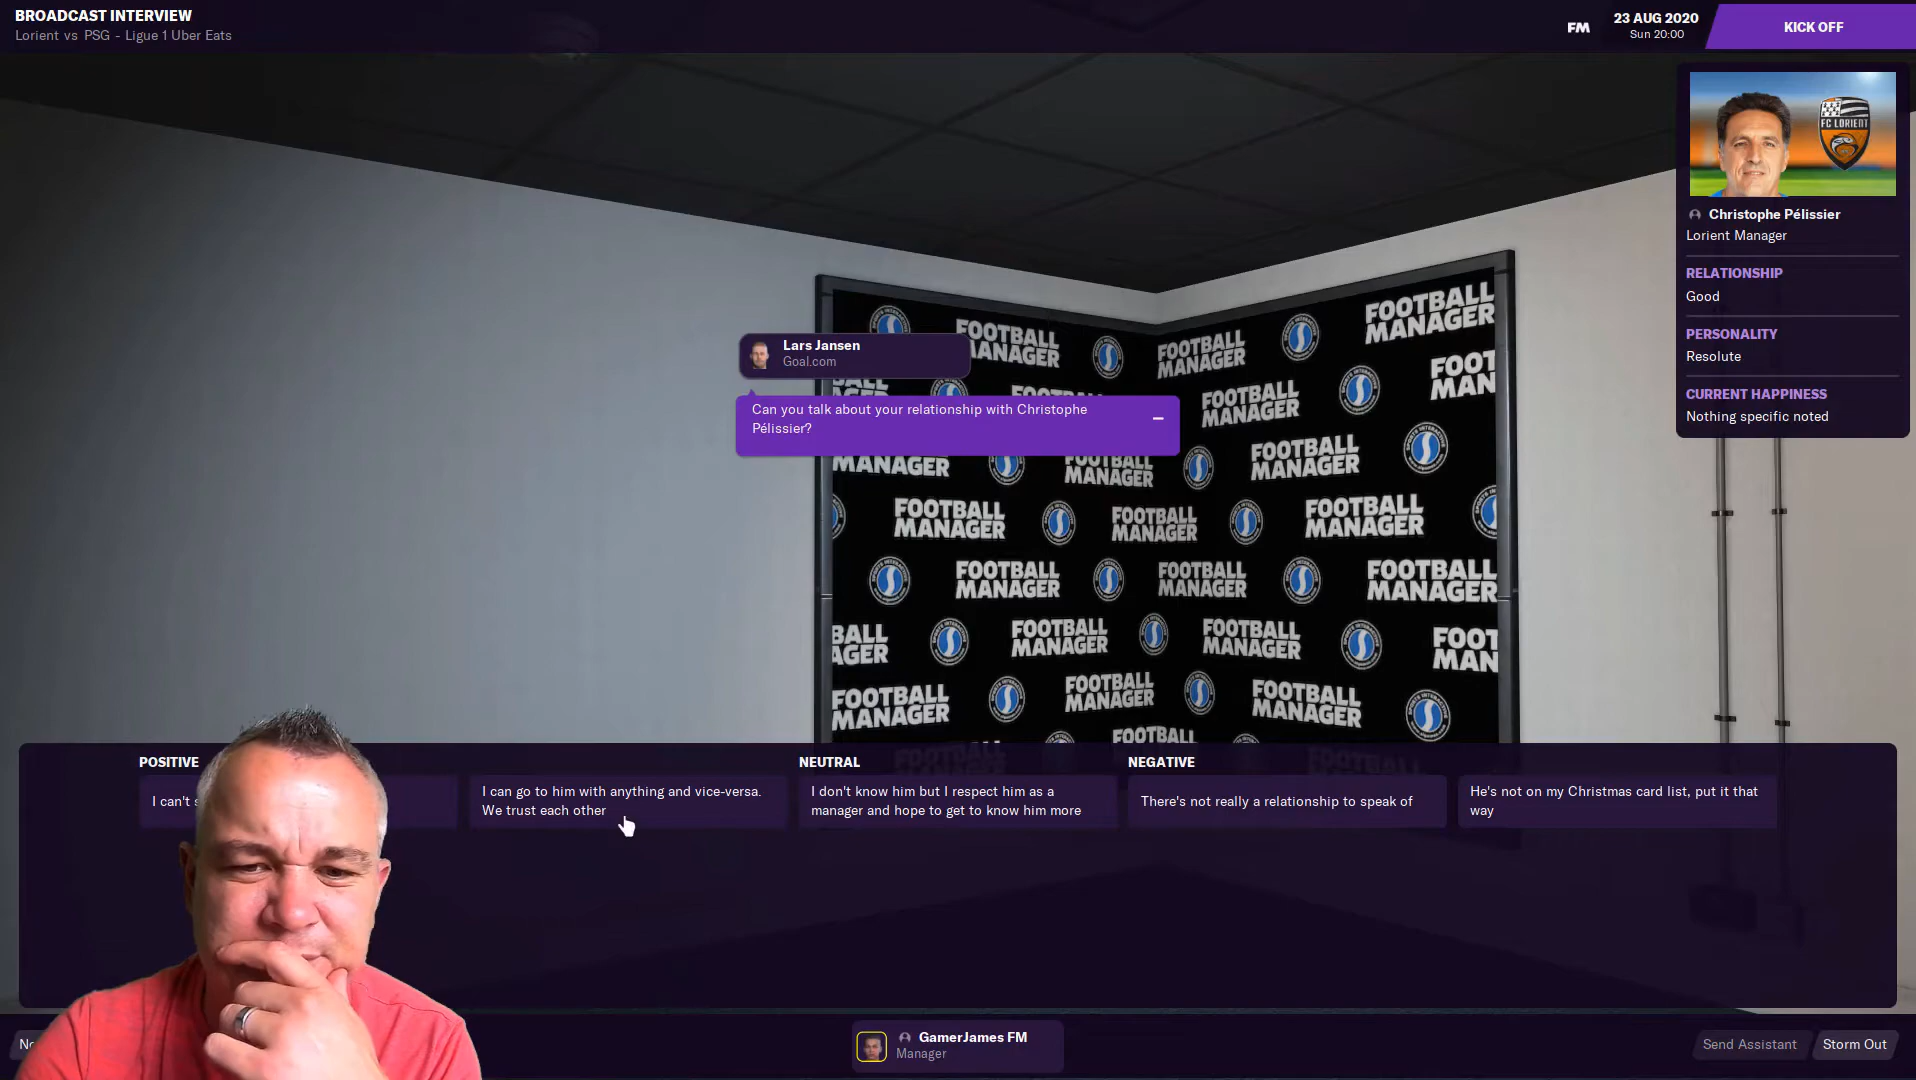 BROADCAST INTERVIEW
Lorient vs PSG - Ligue 1 Uber Eats
FM
23 AUG 2020
Sun 20:00
KICK OFF
FC LORIENT
Christophe Pélissier
Lorient Manager
RELATIONSHIP
Good
PERSONALITY
Resolute
CURRENT HAPPINESS
Nothing specific noted
Lars Jansen
Goal.com
Can you talk about your relationship with Christophe
Pélissier?
FOOTBALL MANAGER
POSITIVE
I can't
I can go to him with anything and vice-versa.
We trust each other
NEUTRAL
I don't know him but I respect him as a
manager and hope to get to know him more
NEGATIVE
There's not really a relationship to speak of
He's not on my Christmas card list, put it that
way
GamerJames FM
Manager
Send Assistant
Storm Out